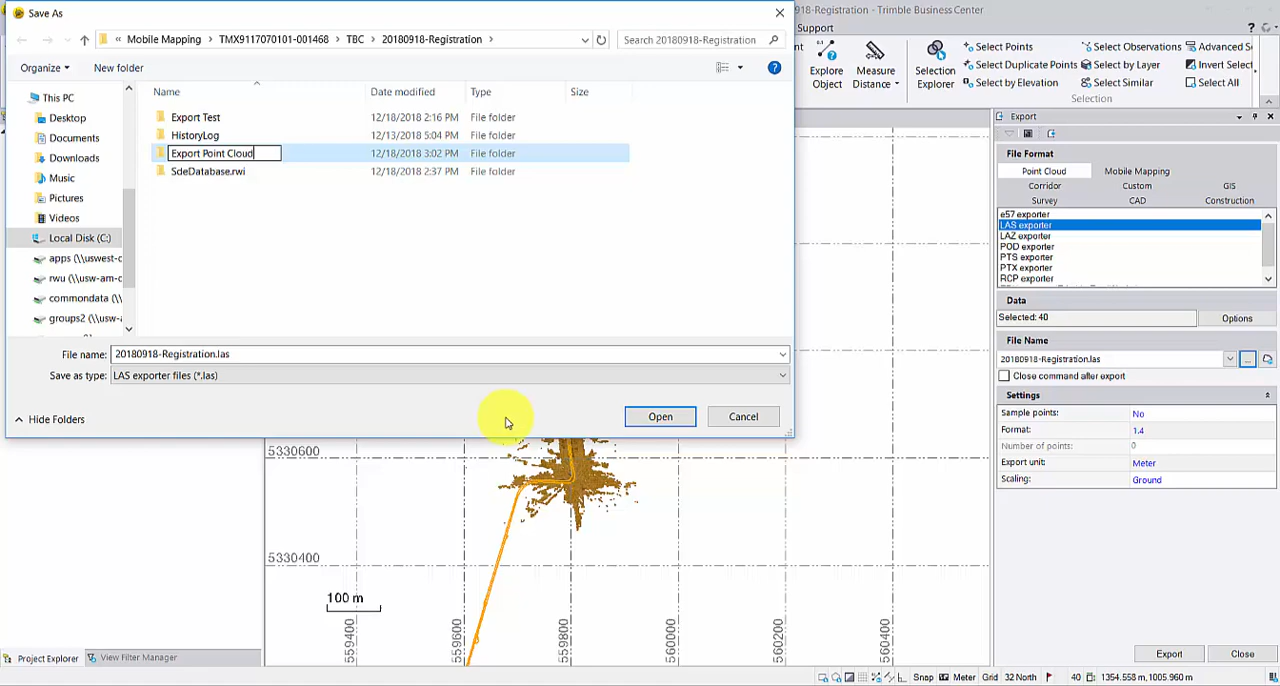 Save As
20180918-Registration - Trimble Business Center
Support
« Mobile Mapping > TMX9117070101-001468 > TBC > 20180918-Registration >
Search 20180918-Registration
Organize
New folder
Name
Date modified
Type
Size
This PC
Desktop
Documents
Downloads
Music
Pictures
Videos
Local Disk (C:)
apps (\\uswest-c
rwu (\\usw-am-c
commondata (\\
groups2 (\\usw-a
Export Test 12/18/2018 2:16 PM File folder
HistoryLog 12/13/2018 5:04 PM File folder
Export Point Cloud 12/18/2018 3:02 PM File folder
SdeDatabase.rwi 12/18/2018 2:37 PM File folder
File name: 20180918-Registration.las
Save as type: LAS exporter files (*.las)
Hide Folders
Open
Cancel
Explore Object
Measure Distance
Selection Explorer
Select Points
Select Duplicate Points
Select by Elevation
Select Observations
Select by Layer
Select Similar
Advanced S
Invert Select
Select All
Selection
Export
File Format
Point Cloud Mobile Mapping
Corridor Custom GIS
Survey CAD Construction
e57 exporter
LAS exporter
LAZ exporter
POD exporter
PTS exporter
PTX exporter
RCP exporter
Data
Selected: 40
Options
File Name
20180918-Registration.las
...
Close command after export
Settings
Sample points: No
Format: 1.4
Number of points: 0
Export unit: Meter
Scaling: Ground
Export
Close
5330600
5330400
100 m
559400
559600
559800
560000
560200
560400
Project Explorer
View Filter Manager
Snap
Meter
Grid
32 North
40
1354.558 m, 1005.960 m